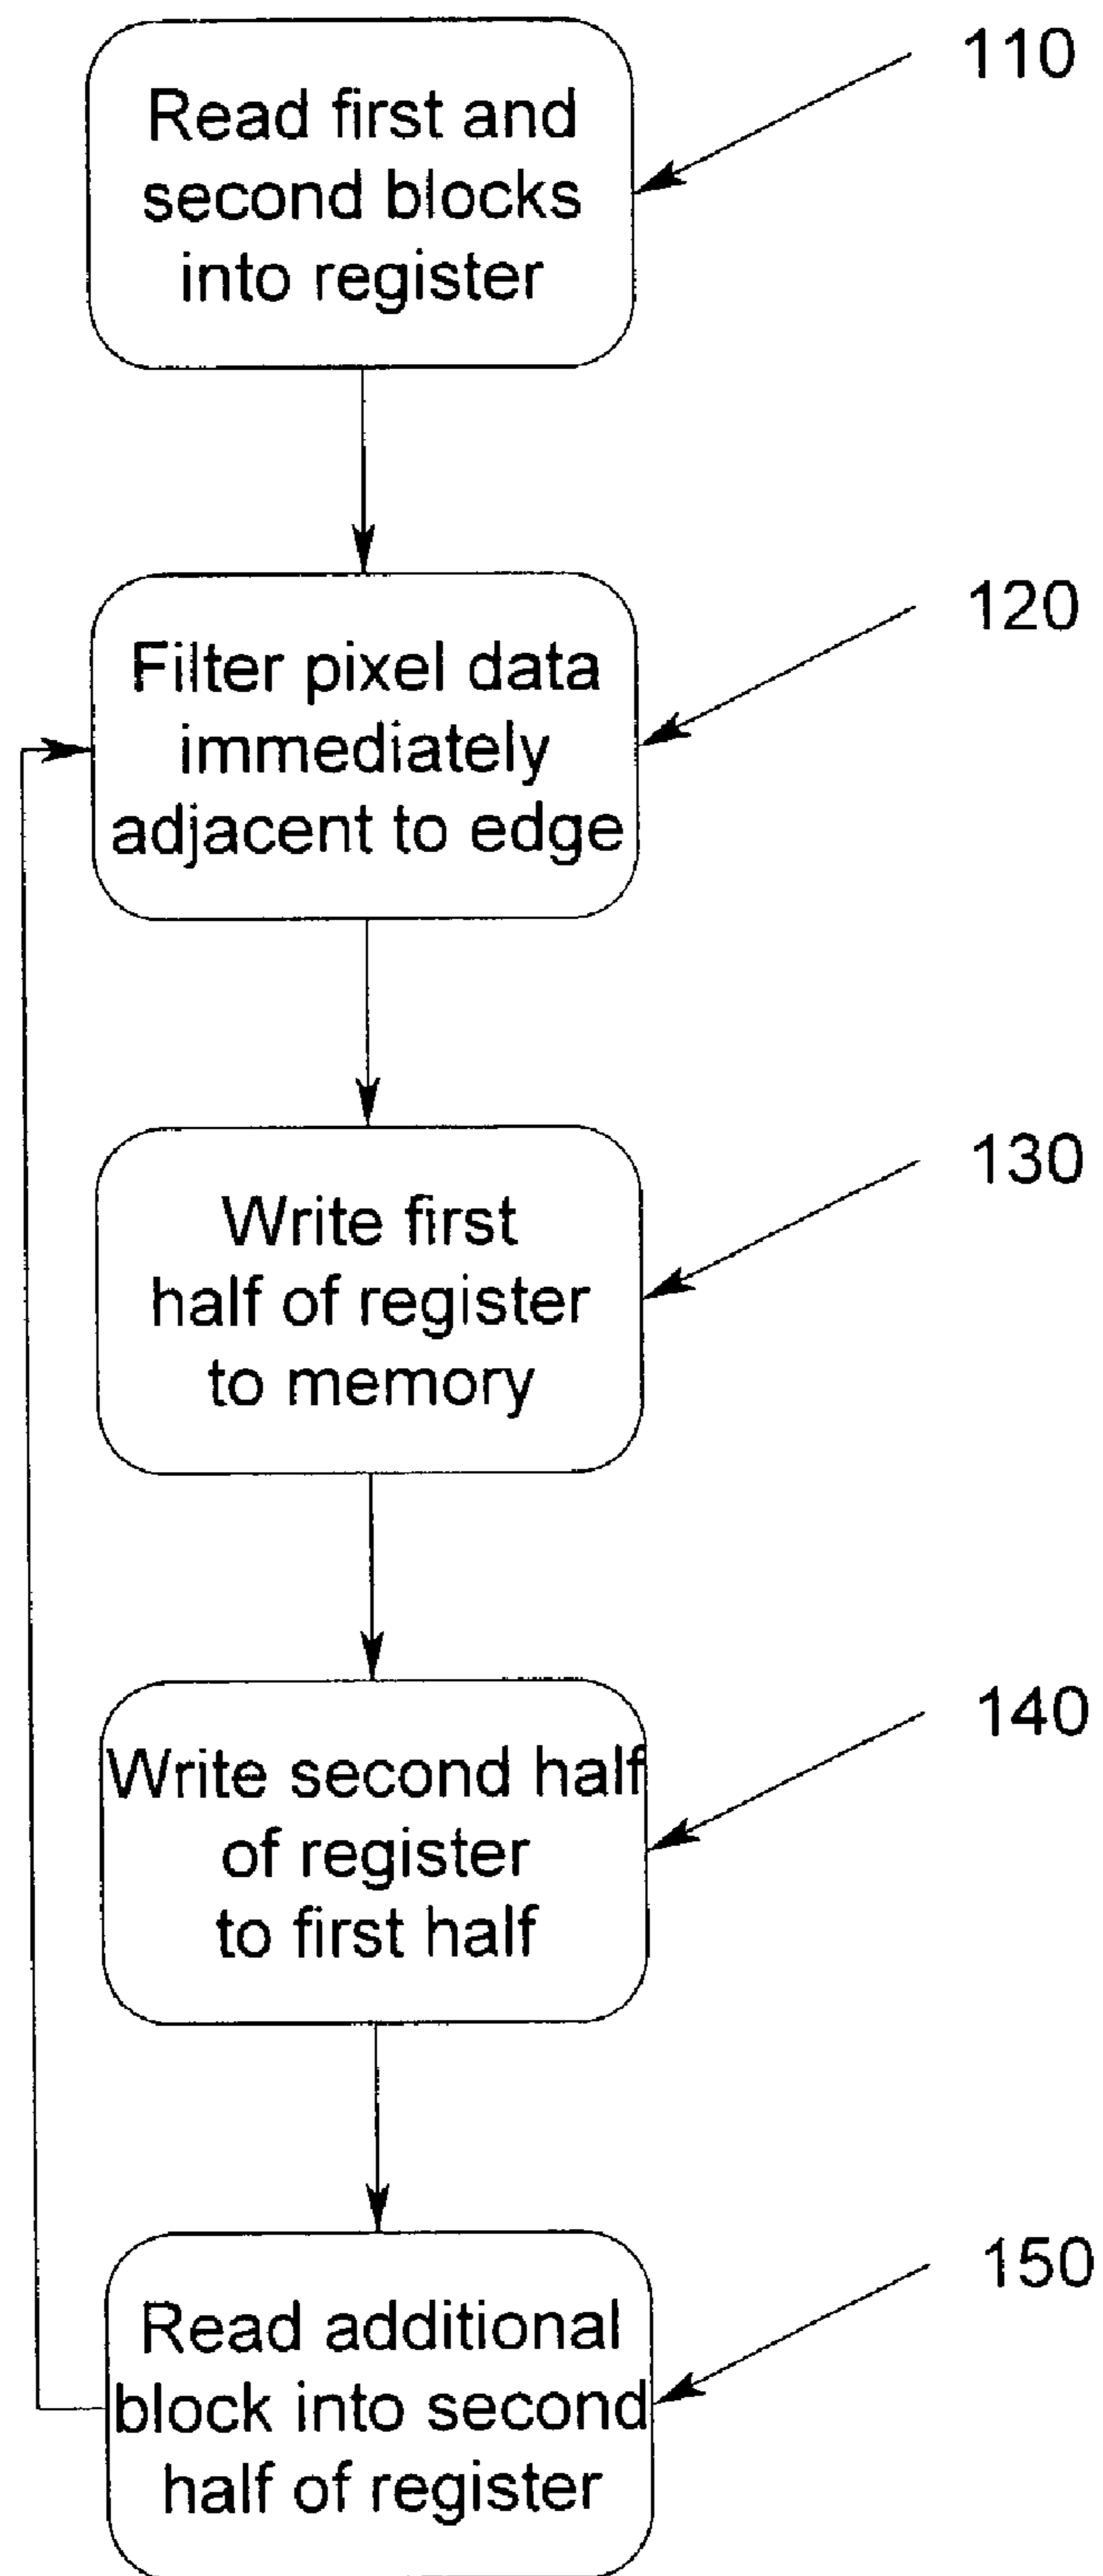 110
Read first and
second blocks
into register
120
Filter pixel data
immediately
adjacent to edge
130
Write first
half of register
to memory
140
Write second half
of register
to first half
150
Read additional
block into second
half of register